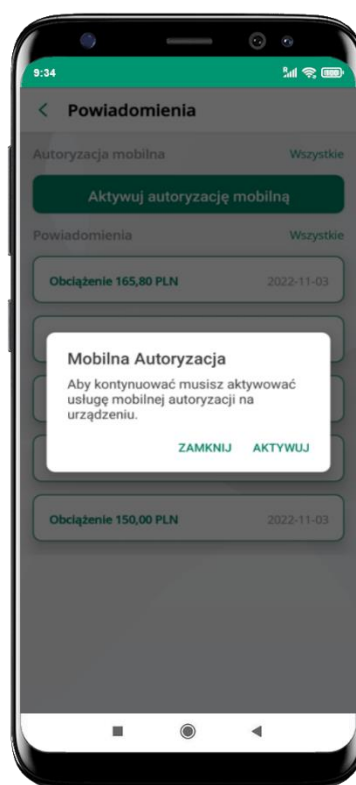 9:34
Powiadomienia
Autoryzacja mobilna Wszystkie
Aktywuj autoryzację mobilną
Powiadomienia Wszystkie
Obciążenie 165,80 PLN 2022-11-03
Mobilna Autoryzacja
Aby kontynuować musisz aktywować
usługę mobilnej autoryzacji na
urządzeniu.
ZAMKNIJ AKTYWUJ
Obciążenie 150,00 PLN 2022-11-03